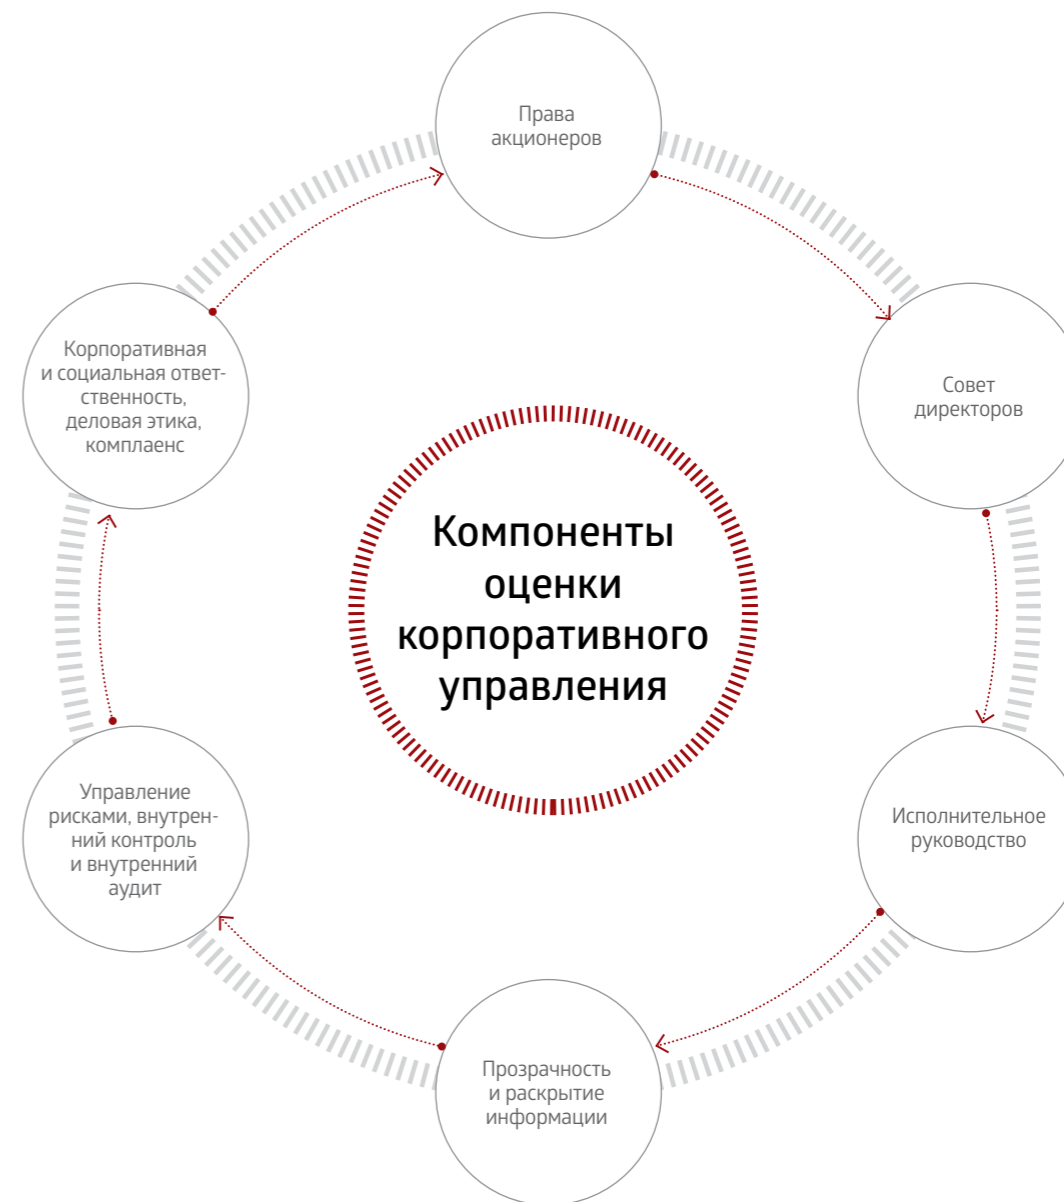 Права
акционеров
Совет
директоров
Исполнительное
руководство
Прозрачность
и раскрытие
информации
Управление
рисками, внутрен-
ний контроль
и внутренний
аудит
Корпоративная
и социальная ответ-
ственность,
деловая этика,
комплаенс
Компоненты
оценки
корпоративного
управления